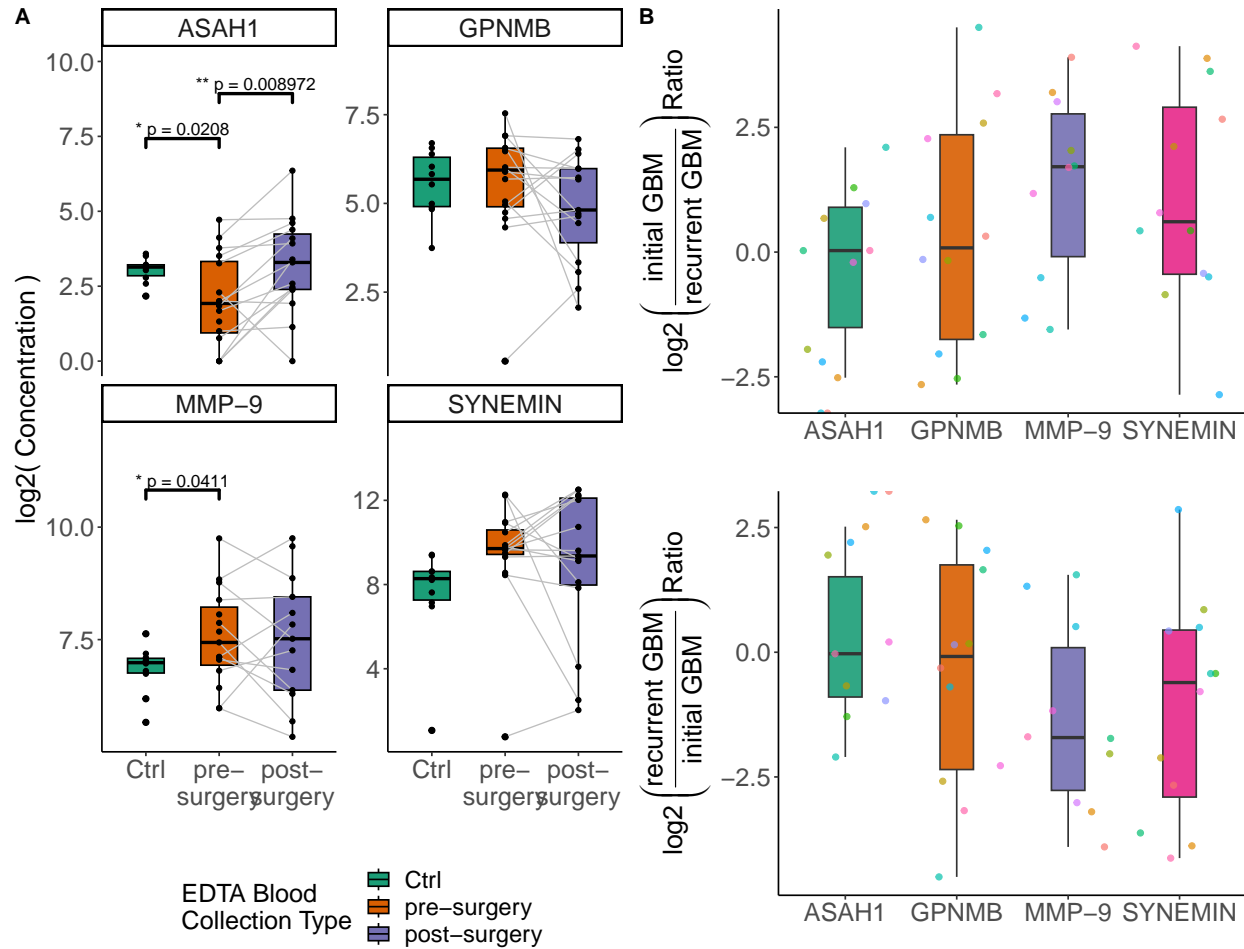 A
ASAH1
GPNMB
10.0
7.5
5.0
2.5
0.0
** p = 0.008972
* p = 0.0208
7.5
5.0
2.5
log2( Concentration )
MMP−9
SYNEMIN
10.0
7.5
* p = 0.0411
12
8
4
Ctrl
pre−
surgery
post−
surgery
Ctrl
pre−
surgery
post−
surgery
EDTA Blood
Collection Type
Ctrl
pre−surgery
post−surgery
B
log2 ( initial GBM / recurrent GBM ) Ratio
2.5
0.0
−2.5
ASAH1 GPNMB MMP−9 SYNEMIN
log2 ( recurrent GBM / initial GBM ) Ratio
2.5
0.0
−2.5
ASAH1 GPNMB MMP−9 SYNEMIN